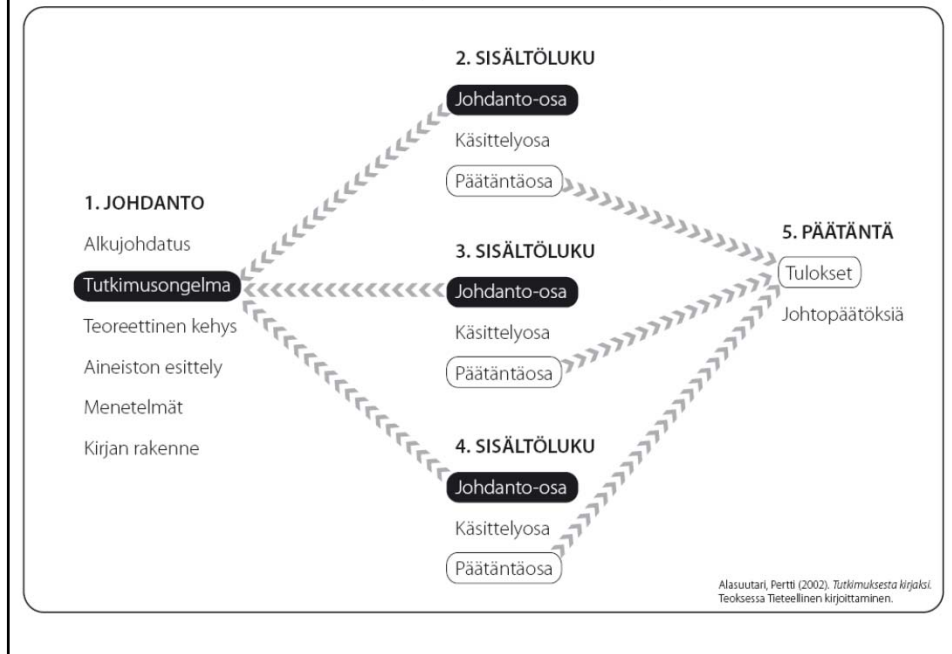 1. JOHDANTO
Alkujohdatus
Tutkimusongelma
Teoreettinen kehys
Aineiston esittely
Menetelmät
Kirjan rakenne
2. SISÄLTÖLUKU
Johdanto-osa
Käsittelyosa
Päätäntäosa
3. SISÄLTÖLUKU
Johdanto-osa
Käsittelyosa
Päätäntäosa
4. SISÄLTÖLUKU
Johdanto-osa
Käsittelyosa
Päätäntäosa
5. PÄÄTÄNTÄ
Tulokset
Johtopäätöksiä
Alasuutari, Pertti (2002). Tutkimuksesta kirjaksi.
Teoksessa Tieteellinen kirjoittaminen.